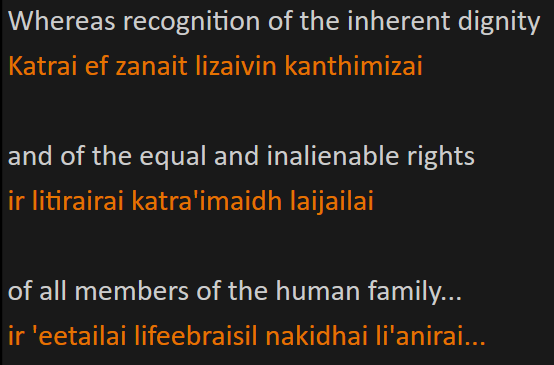 Whereas recognition of the inherent dignity
Katrai ef zanait lizaivin kanthimizai
and of the equal and inalienable rights
ir litirairai katra'imaidh laijailai
of all members of the human family...
ir 'eetailai lifeebraisil nakidhai li'anirai...